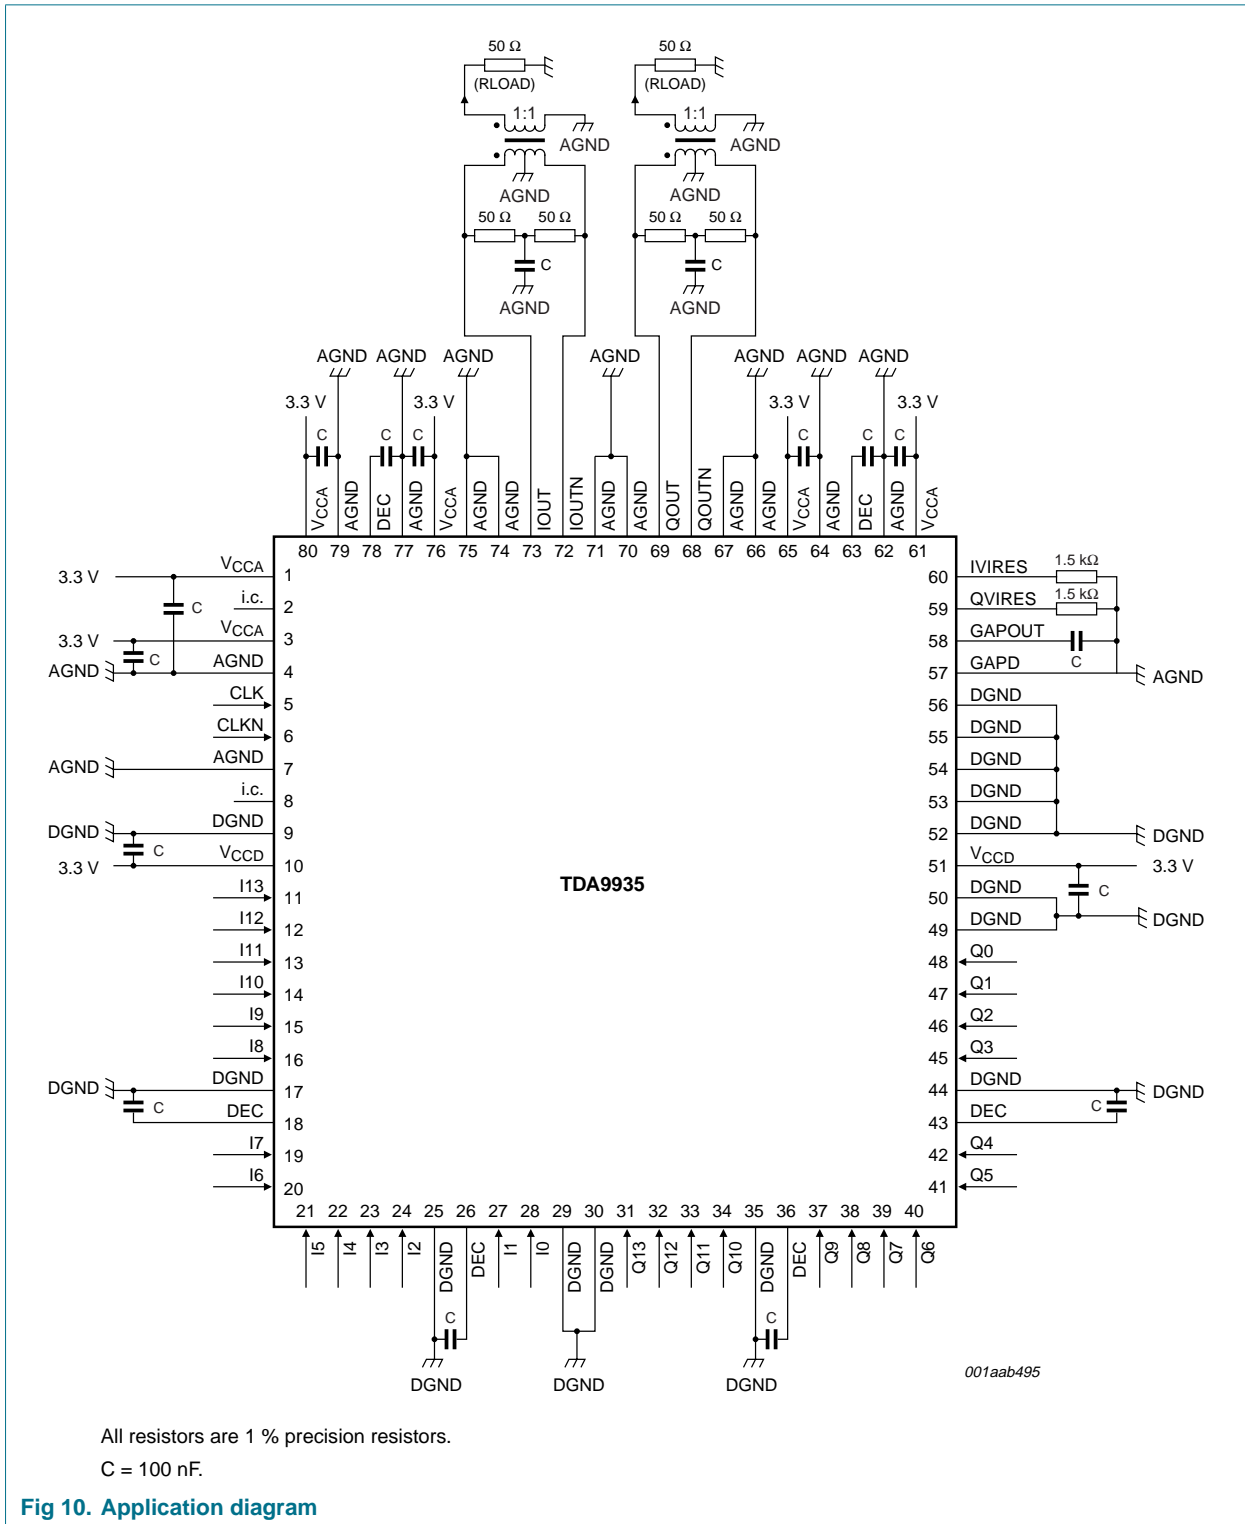 50 Ω 50 Ω
(RLOAD) (RLOAD)
1:1 1:1
AGND AGND
AGND AGND
50 Ω 50 Ω 50 Ω 50 Ω
C C
AGND AGND
AGND AGND AGND AGND AGND AGND AGND
3.3 V 3.3 V 3.3 V 3.3 V
C C C C C C
VCCA AGND DEC AGND VCCA AGND AGND IOUT IOUTN AGND AGND QOUT QOUTN AGND AGND VCCA AGND DEC AGND VCCA
80 79 78 77 76 75 74 73 72 71 70 69 68 67 66 65 64 63 62 61
3.3 V VCCA 1
C
i.c. 2
3.3 V VCCA 3
C
AGND AGND 4
CLK 5
CLKN 6
AGND AGND 7
i.c. 8
DGND DGND 9
C
3.3 V VCCD 10
I13 11
I12 12
I11 13
I10 14
I9 15
I8 16
DGND DGND 17
C
DEC 18
I7 19
I6 20
TDA9935
60 IVIRES 1.5 kΩ
59 QVIRES 1.5 kΩ
58 GAPOUT
C
57 GAPD AGND
56 DGND
55 DGND
54 DGND
53 DGND
52 DGND DGND
51 VCCD 3.3 V
C
50 DGND
DGND
49 DGND
48 Q0
47 Q1
46 Q2
45 Q3
44 DGND DGND
C
43 DEC
42 Q4
41 Q5
21 22 23 24 25 26 27 28 29 30 31 32 33 34 35 36 37 38 39 40
I5 I4 I3 I2 DGND DEC I1 I0 DGND DGND Q13 Q12 Q11 Q10 DGND DEC Q9 Q8 Q7 Q6
C C
DGND DGND DGND
001aab495
All resistors are 1 % precision resistors.
C = 100 nF.
Fig 10. Application diagram